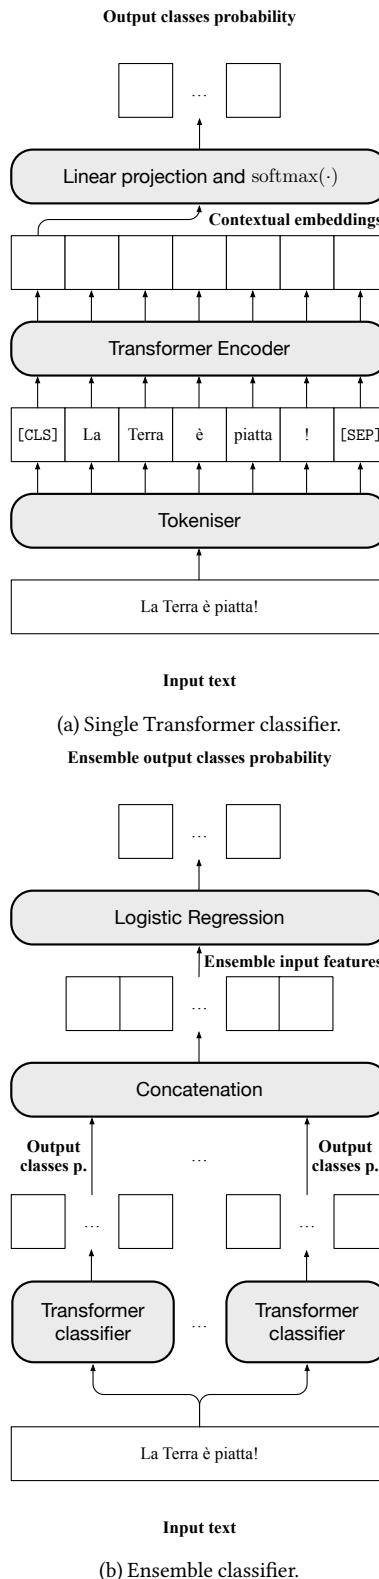 Output classes probability
...
Linear projection and softmax(·)
Contextual embeddings
Transformer Encoder
[CLS] La Terra è piatta ! [SEP]
Tokeniser
La Terra è piatta!
Input text
(a) Single Transformer classifier.
Ensemble output classes probability
...
Logistic Regression
Ensemble input features
...
Concatenation
Output
classes p.
...
Output
classes p.
...
...
Transformer
classifier
...
Transformer
classifier
La Terra è piatta!
Input text
(b) Ensemble classifier.